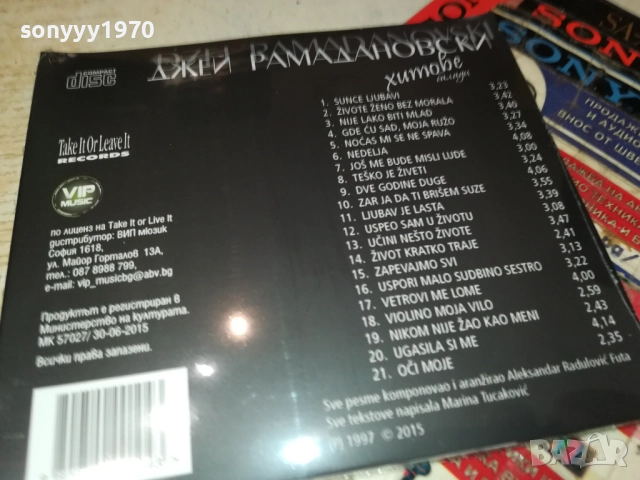 sonyyy1970
sonyyy1970
COMPACT
disc
ДЖЕЙ РАМАДАНОВСКИ
хитове
балади
Take It Or Leave It
RECORDS
VIP
MUSIC
по лиценз на Take It or Live It
дистрибутор: ВИП мюзик
София 1618,
ул. Майор Горталов 13А,
тел.: 087 8988 799,
e-mail: vip_musicbg@abv.bg
Продуктът е регистриран в
Министерство на културата.
МК 57027/ 30-06-2015
Всички права запазени.
1. SUNCE LJUBAVI 3,23
2. ŽIVOTE ŽENO BEZ MORALA 3,42
3. NIJE LAKO BITI MLAD 3,40
4. GDE ĆU SAD, MOJA RUŽO 3,27
5. NOĆAS MI SE NE SPAVA 3,34
6. NEDELJA 4,08
7. JOŠ ME BUDE MISLI LUDE 3,00
8. TEŠKO JE ŽIVETI 3,24
9. DVE GODINE DUGE 4,06
10. ZAR JA DA TI BRIŠEM SUZE 3,55
11. LJUBAV JE LASTA 3,39
12. USPEO SAM U ŽIVOTU 3,08
13. UČINI NEŠTO ŽIVOTE 3,47
14. ŽIVOT KRATKO TRAJE 2,41
15. ZAPEVAJMO SVI 3,13
16. USPORI MALO SUDBINO SESTRO 3,22
17. VETROVI ME LOME 4,00
18. VIOLINO MOJA VILO 2,59
19. NIKOM NIJE ŽAO KAO MENI 2,43
20. UGASILA SI ME 4,14
21. OČI MOJE 2,35
Sve pesme komponovao i aranžirao Aleksandar Radulović Futa
Sve tekstove napisala Marina Tucaković
(P) 1997 © 2015
SONY
SONY
ПРОДА
И АУДИО
ВНОС ОТ ШВЕ
BAZAR